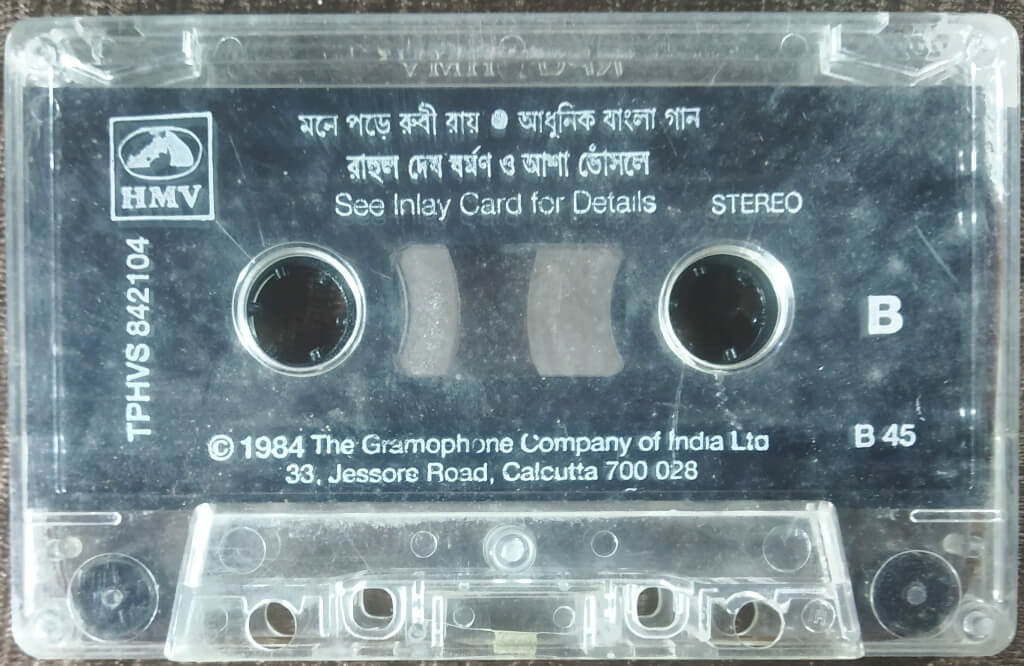 মনে পড়ে রুবী রায় ● আধুনিক বাংলা গান
রাহুল দেব বর্মণ ও আশা ভোঁসলে
See Inlay Card for Details STEREO
HMV
TPHVS 842104
B
© 1984 The Gramophone Company of India Ltd
B 45
33, Jessore Road, Calcutta 700 028